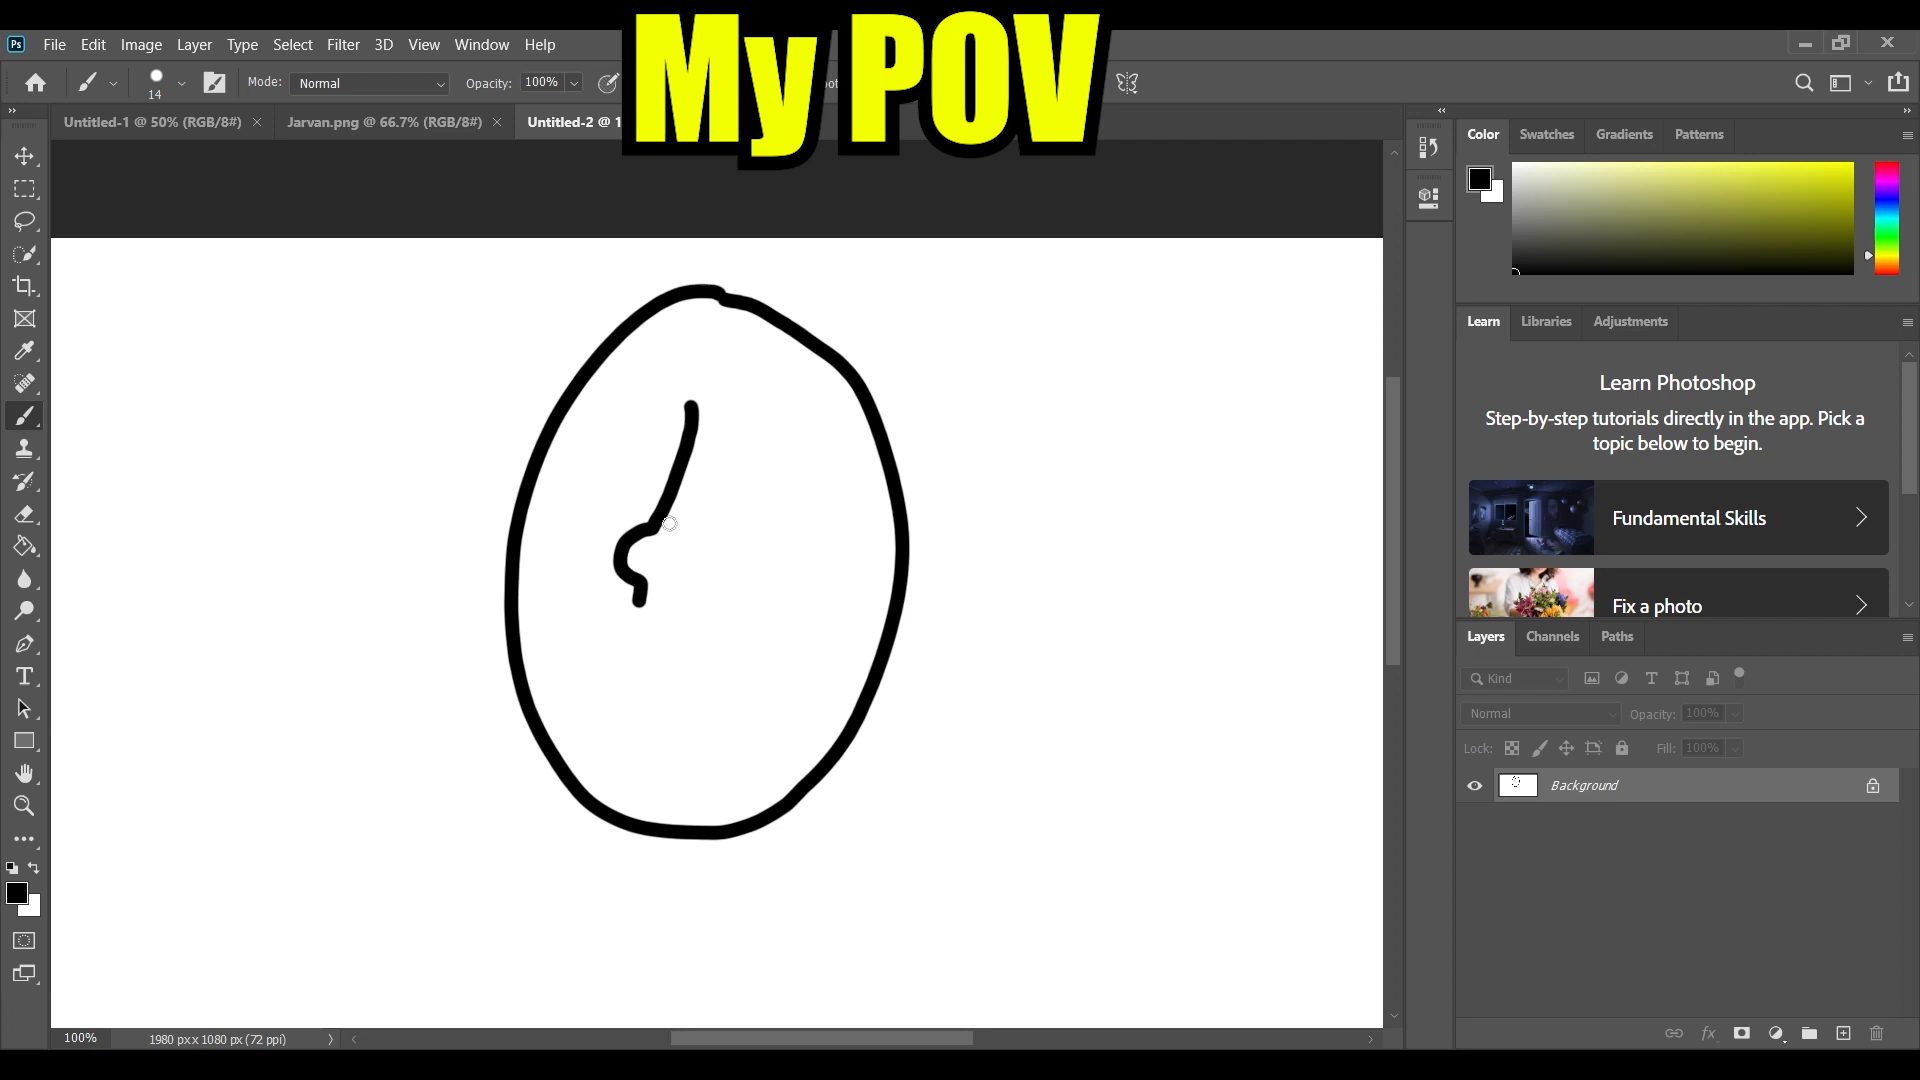 My POV
Ps File Edit Image Layer Type Select Filter 3D View Window Help
14 Mode: Normal Opacity: 100%
Untitled-1 @ 50% (RGB/8#) Jarvan.png @ 66.7% (RGB/8#) Untitled-2 @ 1
Color Swatches Gradients Patterns
Learn Libraries Adjustments
Learn Photoshop
Step-by-step tutorials directly in the app. Pick a
topic below to begin.
Fundamental Skills
Fix a photo
Layers Channels Paths
Kind
Normal Opacity: 100%
Lock: Fill: 100%
Background
fx
100% 1980 px x 1080 px (72 ppi)